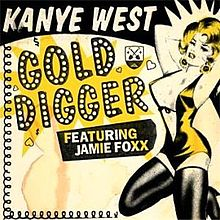 KANYE WEST
GOLD
DIGGER
FEATURING
JAMIE FOXX